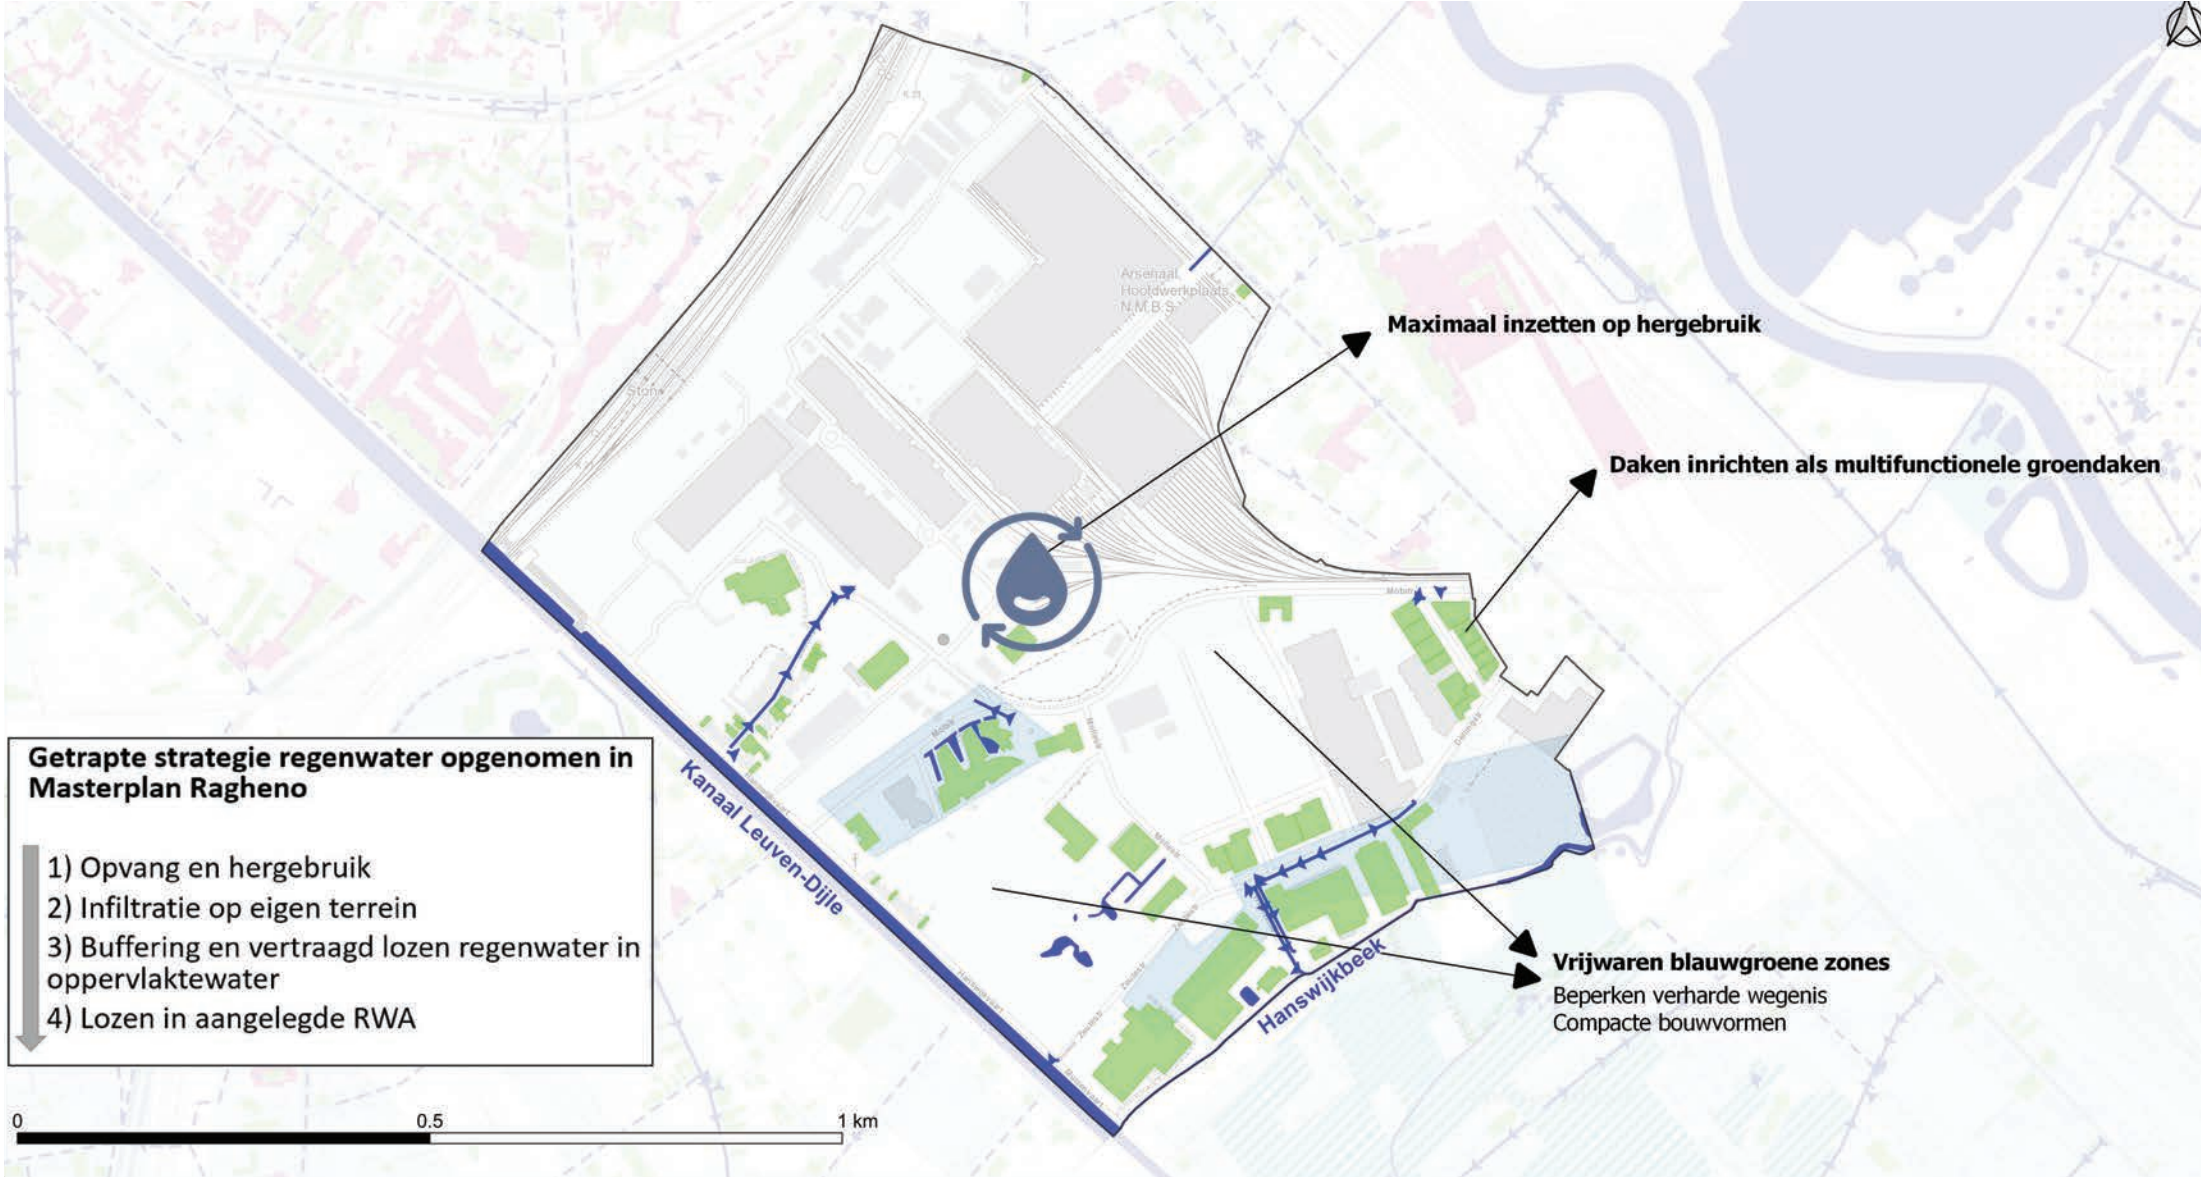 Arsenaal
Hoofdwerkplaats
N.M.B.S.
Maximaal inzetten op hergebruik
Daken inrichten als multifunctionele groendaken
Kanaal Leuven-Dijle
Hanswijkbeek
Vrijwaren blauwgroene zones
Beperken verharde wegenis
Compacte bouwvormen
Getrapte strategie regenwater opgenomen in
Masterplan Ragheno
1) Opvang en hergebruik
2) Infiltratie op eigen terrein
3) Buffering en vertraagd lozen regenwater in
oppervlaktewater
4) Lozen in aangelegde RWA
0 0.5 1 km